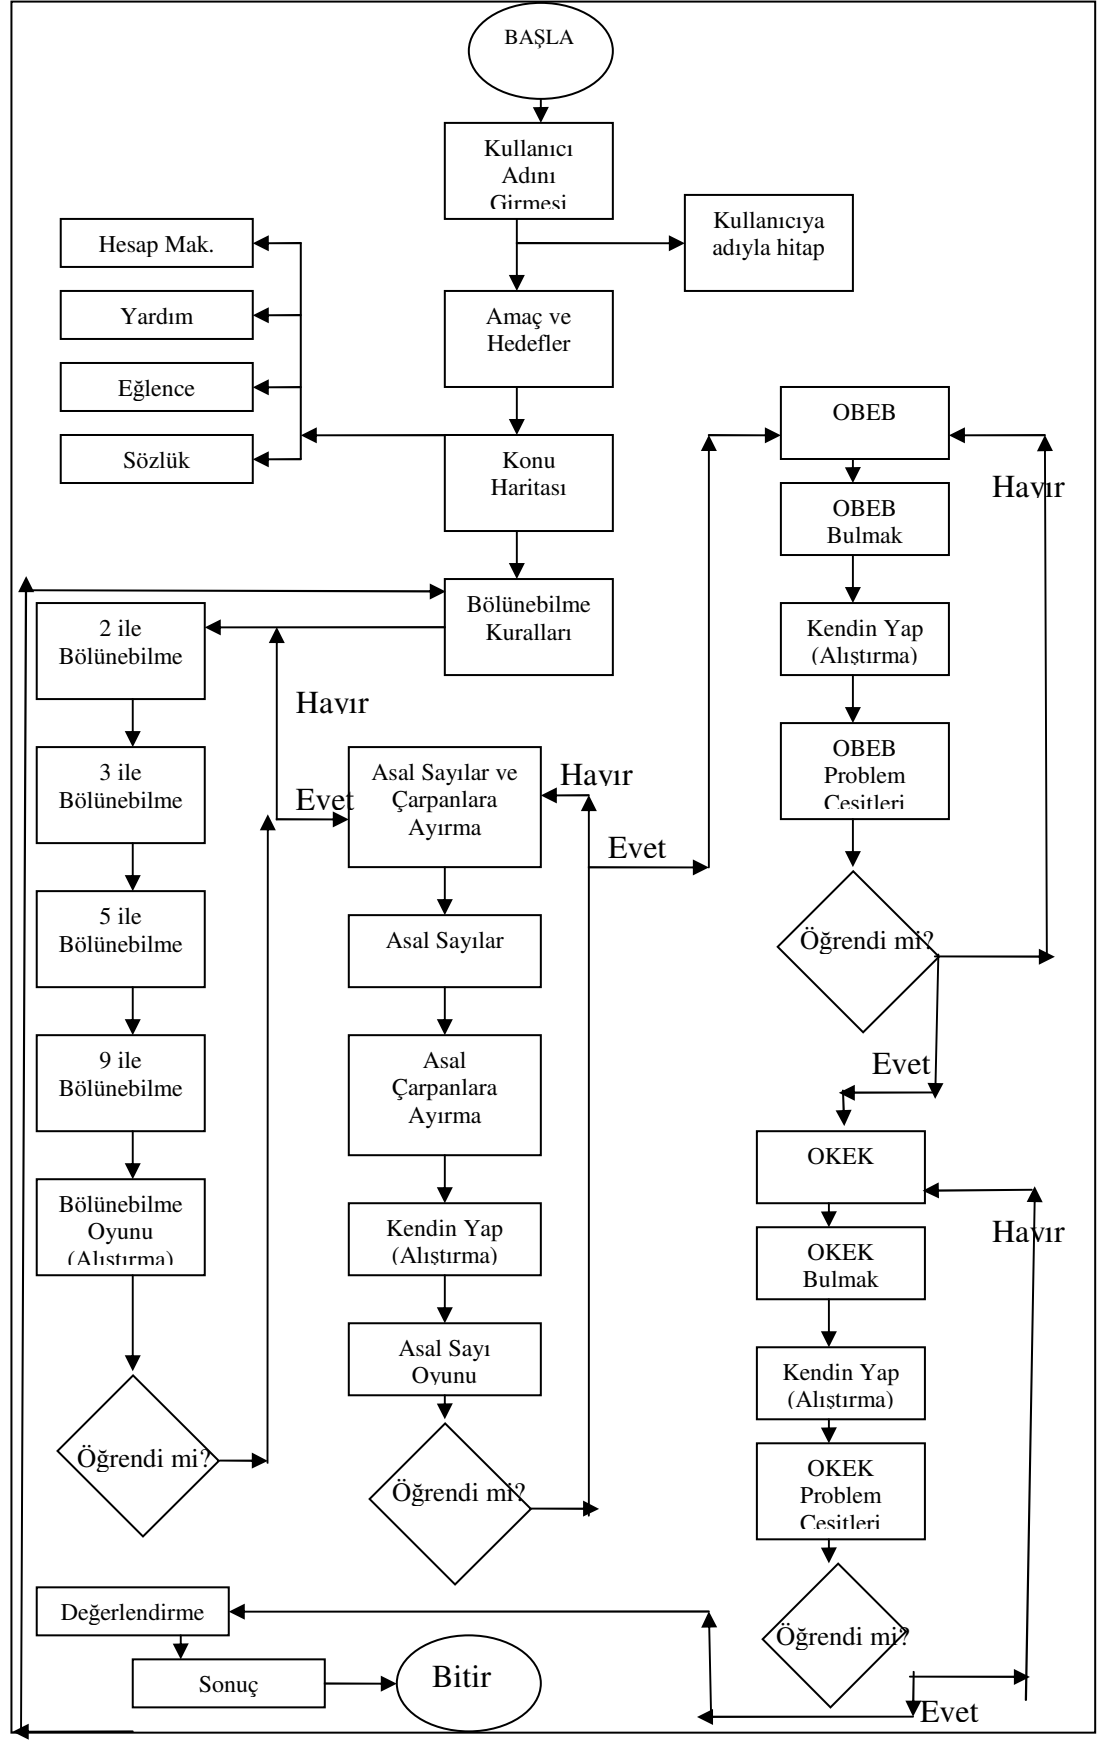 BAŞLA
Kullanıcı
Adını
Girmesi
Kullanıcıya
adıyla hitap
Hesap Mak.
Yardım
Eğlence
Sözlük
Amaç ve
Hedefler
Konu
Haritası
Bölünebilme
Kuralları
2 ile
Bölünebilme
3 ile
Bölünebilme
5 ile
Bölünebilme
9 ile
Bölünebilme
Bölünebilme
Oyunu
(Alıştırma)
Öğrendi mi?
Hayır
Evet
Asal Sayılar ve
Çarpanlara
Ayırma
Asal Sayılar
Asal
Çarpanlara
Ayırma
Kendin Yap
(Alıştırma)
Asal Sayı
Oyunu
Öğrendi mi?
Hayır
Evet
OBEB
OBEB
Bulmak
Kendin Yap
(Alıştırma)
OBEB
Problem
Çeşitleri
Öğrendi mi?
Hayır
Evet
OKEK
OKEK
Bulmak
Kendin Yap
(Alıştırma)
OKEK
Problem
Çeşitleri
Öğrendi mi?
Hayır
Evet
Değerlendirme
Sonuç
Bitir